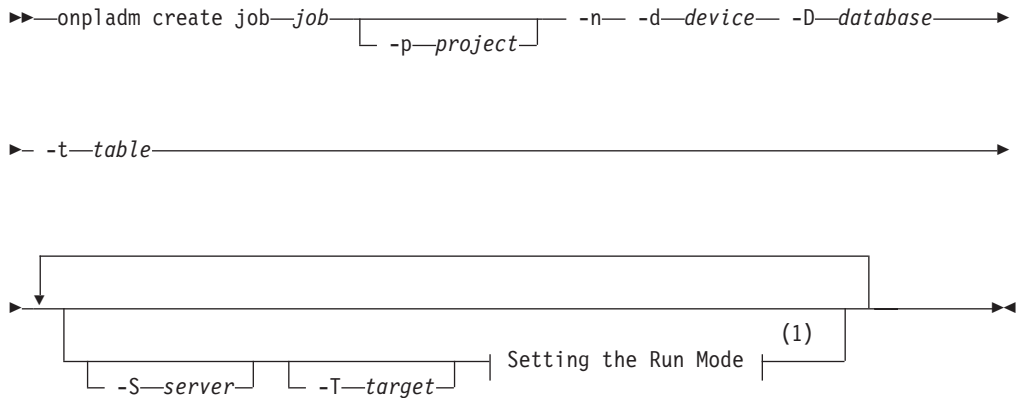 onpladm create job job -n -d device -D database
-p project
-t table
(1)
Setting the Run Mode
-S server -T target